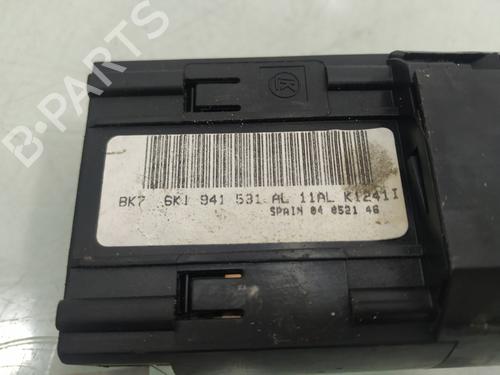 B-PARTS
BK7 6K1 941 531 AL 11AL K1241I
SPAIN 04 0521 46